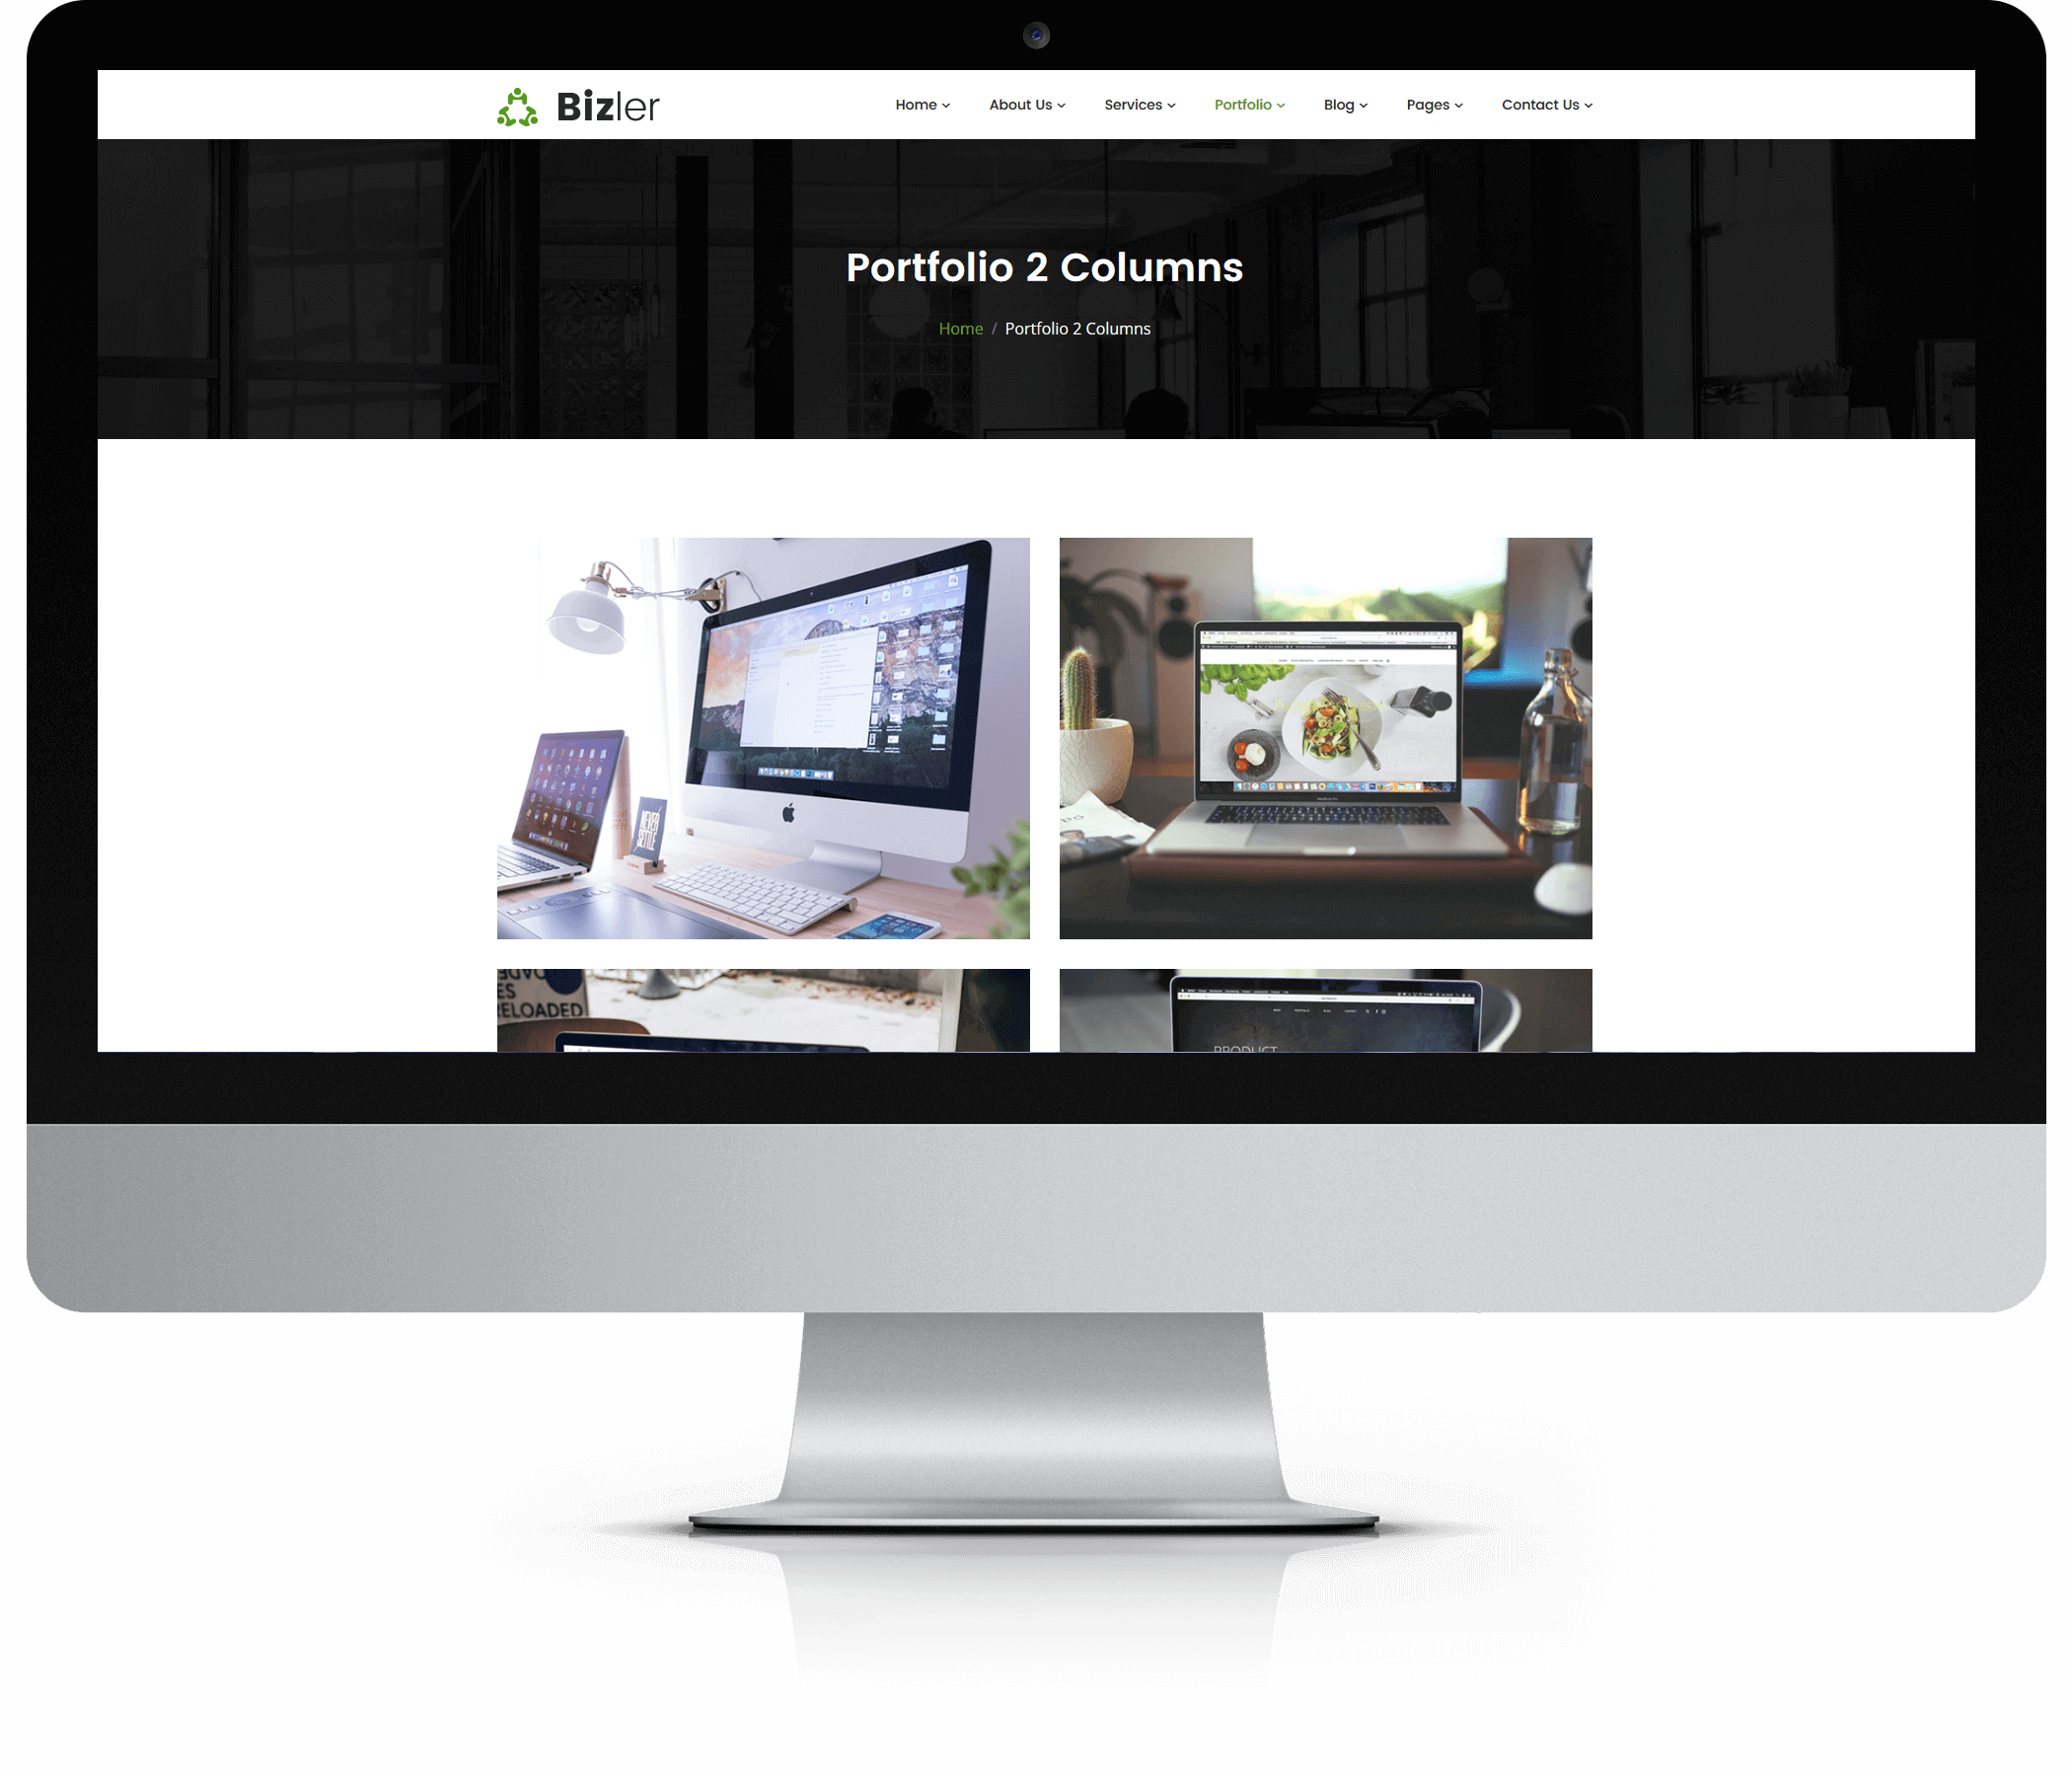 Bizler
Home About Us Services Portfolio Blog Pages Contact Us
Portfolio 2 Columns
Home / Portfolio 2 Columns
NEVER
SETTLE
ES
RELOADED
PRODUCT